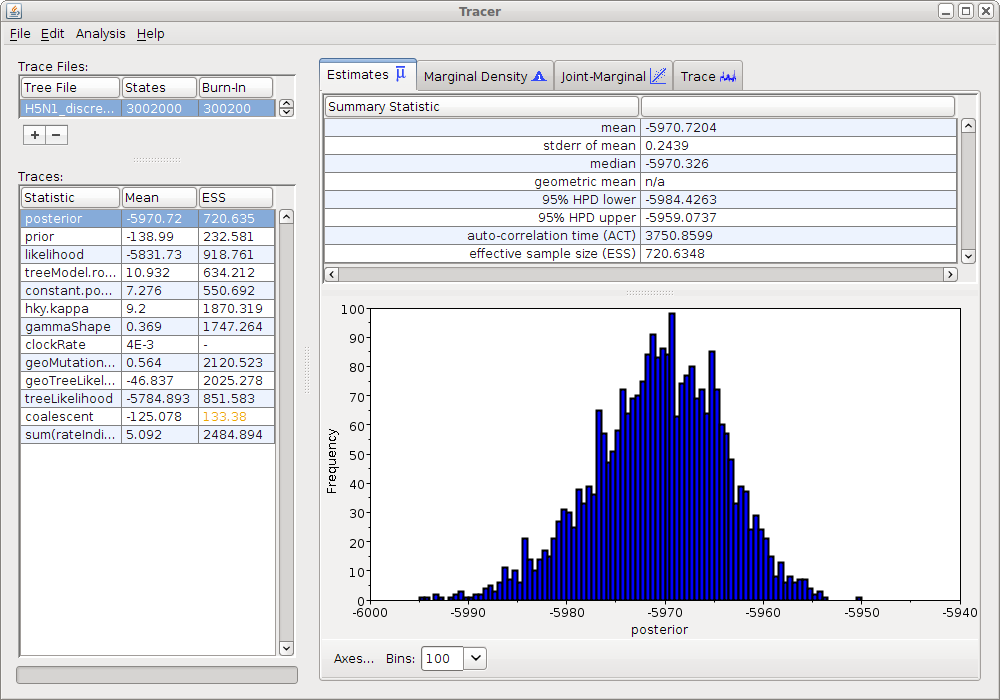 Tracer
File Edit Analysis Help
Trace Files:
Tree File States Burn-In
H5N1_discre... 3002000 300200
+ −
Traces:
Statistic Mean ESS
posterior -5970.72 720.635
prior -138.99 232.581
likelihood -5831.73 918.761
treeModel.ro... 10.932 634.212
constant.po... 7.276 550.692
hky.kappa 9.2 1870.319
gammaShape 0.369 1747.264
clockRate 4E-3 -
geoMutation... 0.564 2120.523
geoTreeLikel... -46.837 2025.278
treeLikelihood -5784.893 851.583
coalescent -125.078 133.38
sum(rateIndi... 5.092 2484.894
Estimates μ Marginal Density Joint-Marginal Trace
Summary Statistic
mean -5970.7204
stderr of mean 0.2439
median -5970.326
geometric mean n/a
95% HPD lower -5984.4263
95% HPD upper -5959.0737
auto-correlation time (ACT) 3750.8599
effective sample size (ESS) 720.6348
100
90
80
70
60
50
40
30
20
10
0
Frequency
-6000 -5990 -5980 -5970 -5960 -5950 -5940
posterior
Axes... Bins: 100